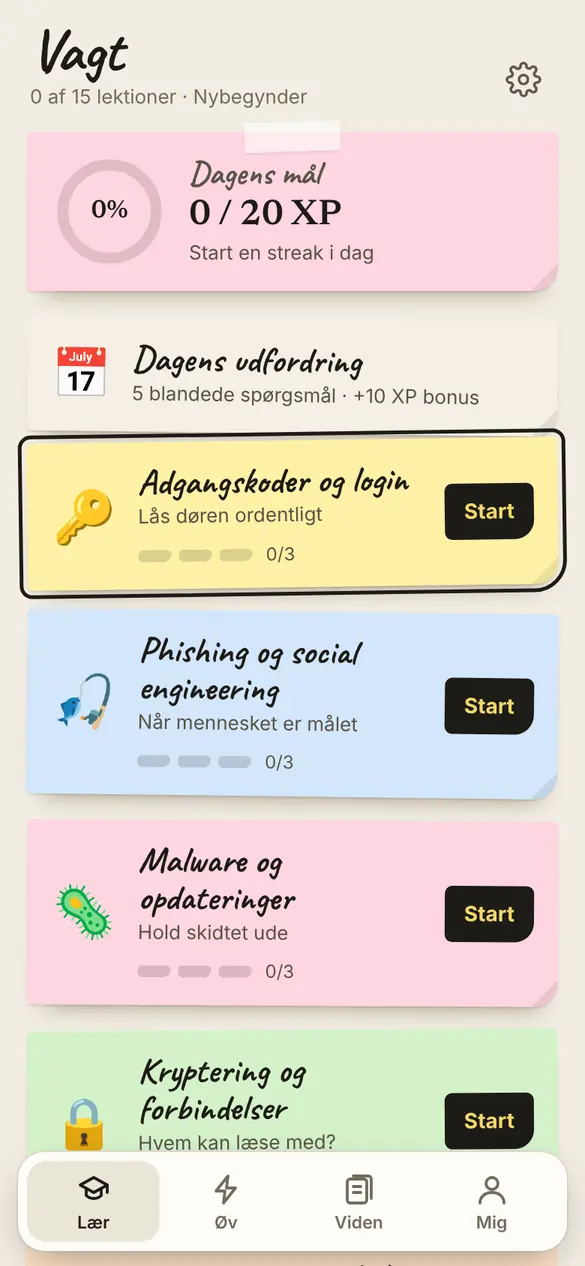 Vagt
0 af 15 lektioner · Nybegynder
Dagens mål
0%
0 / 20 XP
Start en streak i dag
July
17
Dagens udfordring
5 blandede spørgsmål · +10 XP bonus
Adgangskoder og login
Lås døren ordentligt
0/3
Start
Phishing og social
engineering
Når mennesket er målet
0/3
Start
Malware og
opdateringer
Hold skidtet ude
0/3
Start
Kryptering og
forbindelser
Hvem kan læse med?
Start
Lær
Øv
Viden
Mig